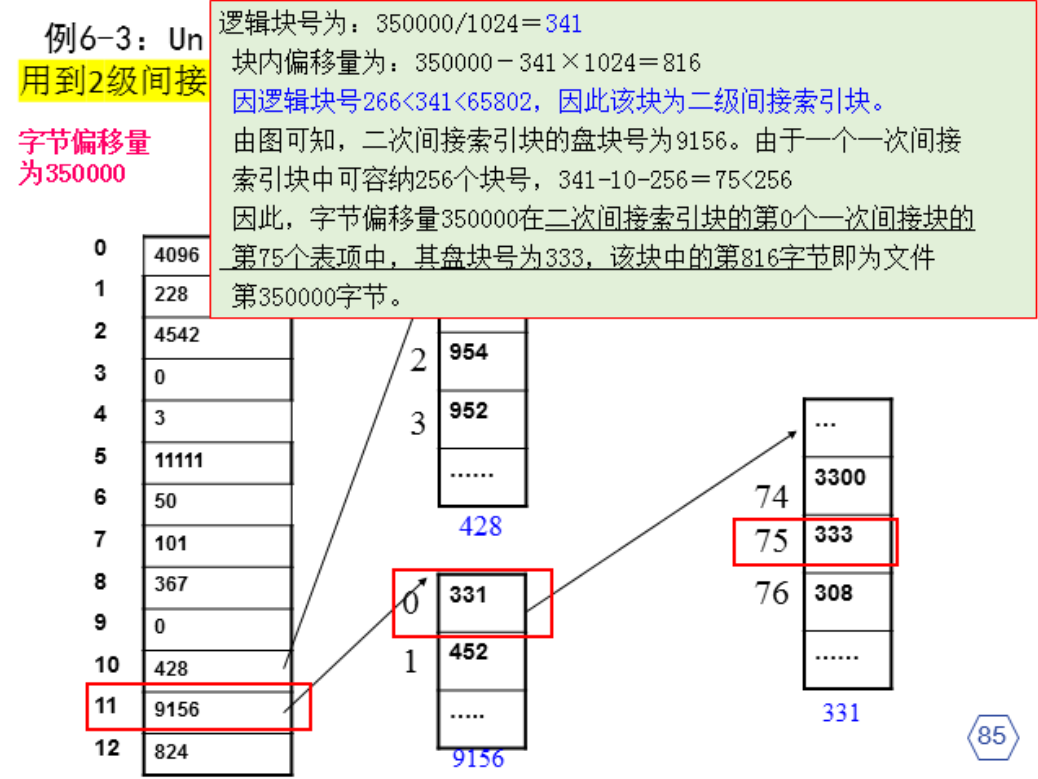 例6-3：Un
用到2级间接
字节偏移量
为350000
逻辑块号为：350000/1024＝341
块内偏移量为：350000－341×1024＝816
因逻辑块号266<341<65802，因此该块为二级间接索引块。
由图可知，二次间接索引块的盘块号为9156。由于一个一次间接
索引块中可容纳256个块号，341-10-256＝75<256
因此，字节偏移量350000在二次间接索引块的第0个一次间接块的
第75个表项中，其盘块号为333，该块中的第816字节即为文件
第350000字节。
0 4096
1 228
2 4542
3 0
4 3
5 11111
6 50
7 101
8 367
9 0
10 428
11 9156
12 824
2 954
3 952
......
428
0 331
1 452
.....
9156
...
74 3300
75 333
76 308
......
331
85